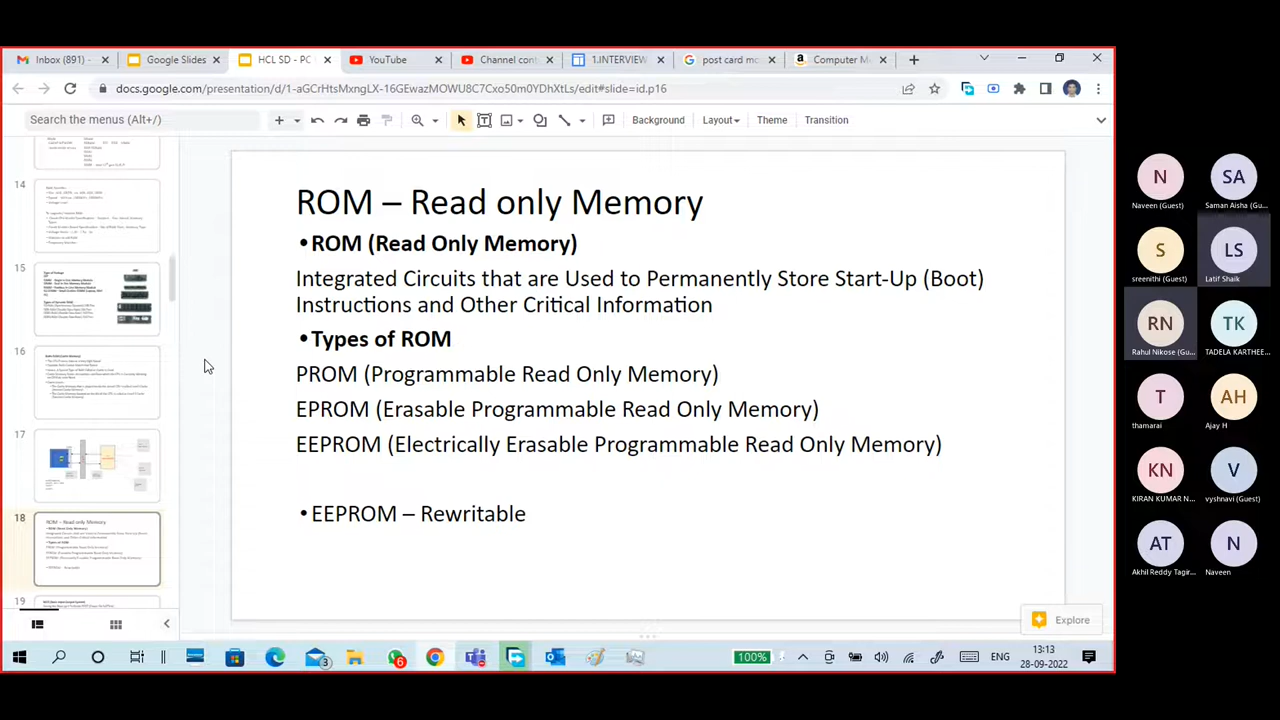 Inbox (891) -
Google Slides
HCL SD - PC
YouTube
Channel cont
1.INTERVIEW
post card mo
Computer M
docs.google.com/presentation/d/1-aGCrHtsMxngLX-16GEwazMOWU8C7Cxo50m0YDhXtLs/edit#slide=id.p16
Search the menus (Alt+/)
Background
Layout
Theme
Transition
14
15
16
17
18
19
ROM – Read only Memory
•ROM (Read Only Memory)
Integrated Circuits that are Used to Permanently Store Start-Up (Boot)
Instructions and Other Critical Information
•Types of ROM
PROM (Programmable Read Only Memory)
EPROM (Erasable Programmable Read Only Memory)
EEPROM (Electrically Erasable Programmable Read Only Memory)
•EEPROM – Rewritable
Explore
3
6
100%
ENG
13:13
28-09-2022
N
Naveen (Guest)
SA
Saman Aisha (Gu...
S
sreenithi (Guest)
LS
Latif Shaik
RN
Rahul Nikose (Gu...
TK
TADELA KARTHEE...
T
thamarai
AH
Ajay H
KN
KIRAN KUMAR N...
V
vyshnavi (Guest)
AT
Akhil Reddy Tagir...
N
Naveen